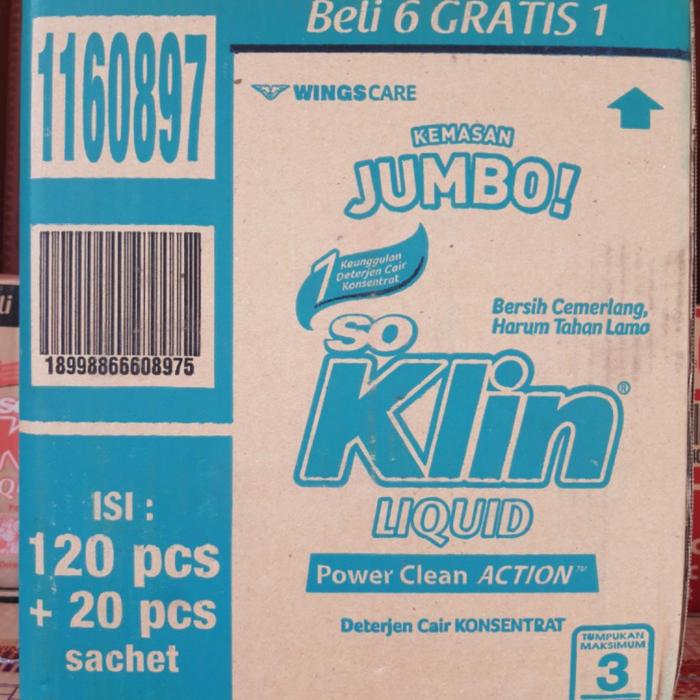 Beli 6 GRATIS 1
1160897
WINGSCARE
KEMASAN
JUMBO!
7 Keunggulan
Deterjen Cair
Konsentrat
Bersih Cemerlang,
Harum Tahan Lama
SO
Klin®
LIQUID
Power Clean ACTION™
Deterjen Cair KONSENTRAT
18998866608975
ISI :
120 pcs
+ 20 pcs
sachet
TUMPUKAN
MAKSIMUM
3